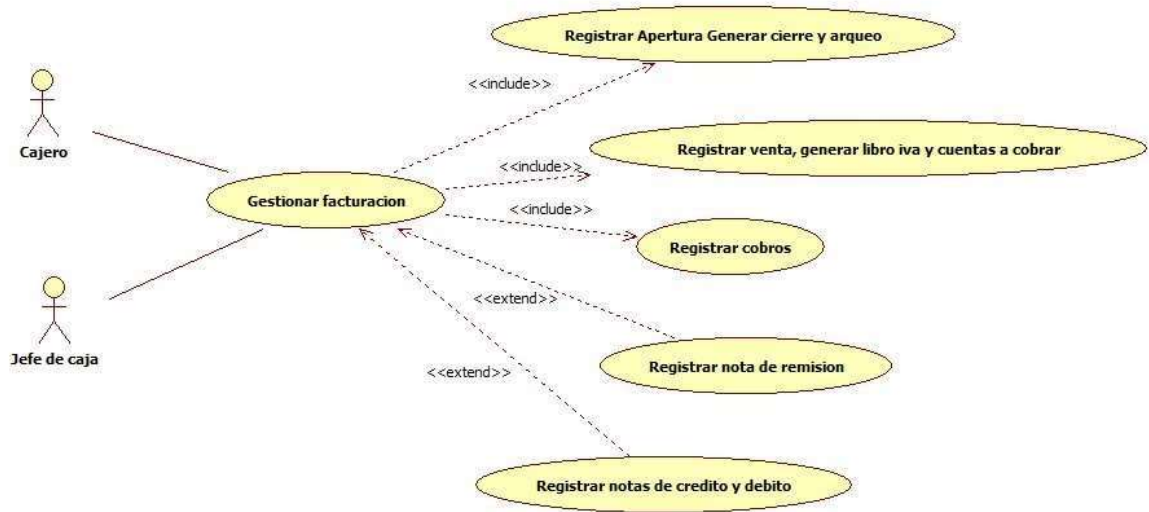 Registrar Apertura Generar cierre y arqueo
<<include>>
Cajero
Registrar venta, generar libro iva y cuentas a cobrar
<<include>>
Gestionar facturacion
<<include>>
Registrar cobros
<<extend>>
Jefe de caja
Registrar nota de remision
<<extend>>
Registrar notas de credito y debito